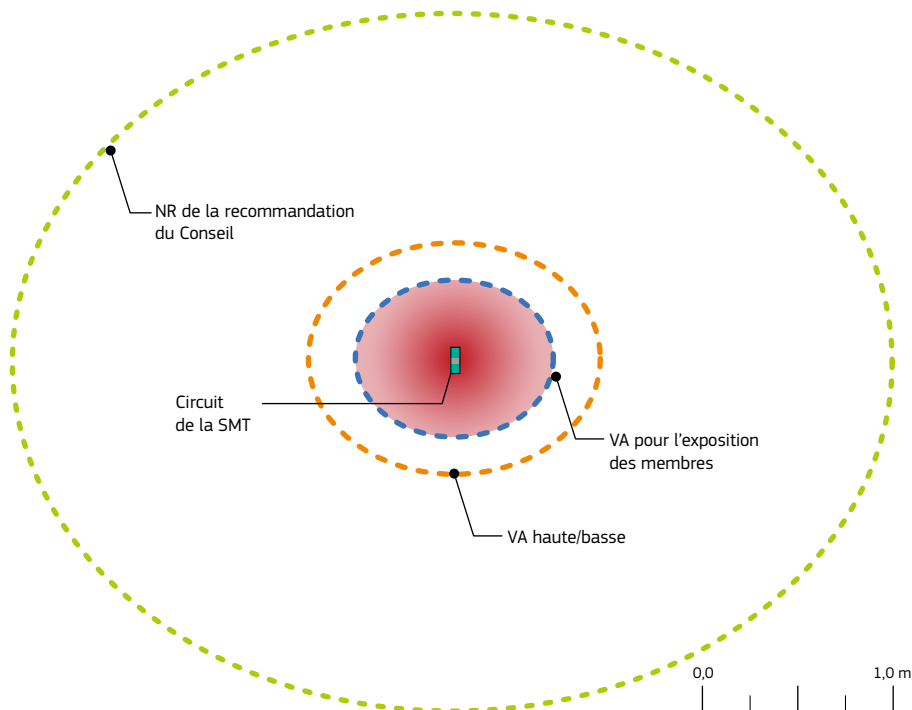 NR de la recommandation
du Conseil
Circuit
de la SMT
VA pour l'exposition
des membres
VA haute/basse
0,0 1,0 m